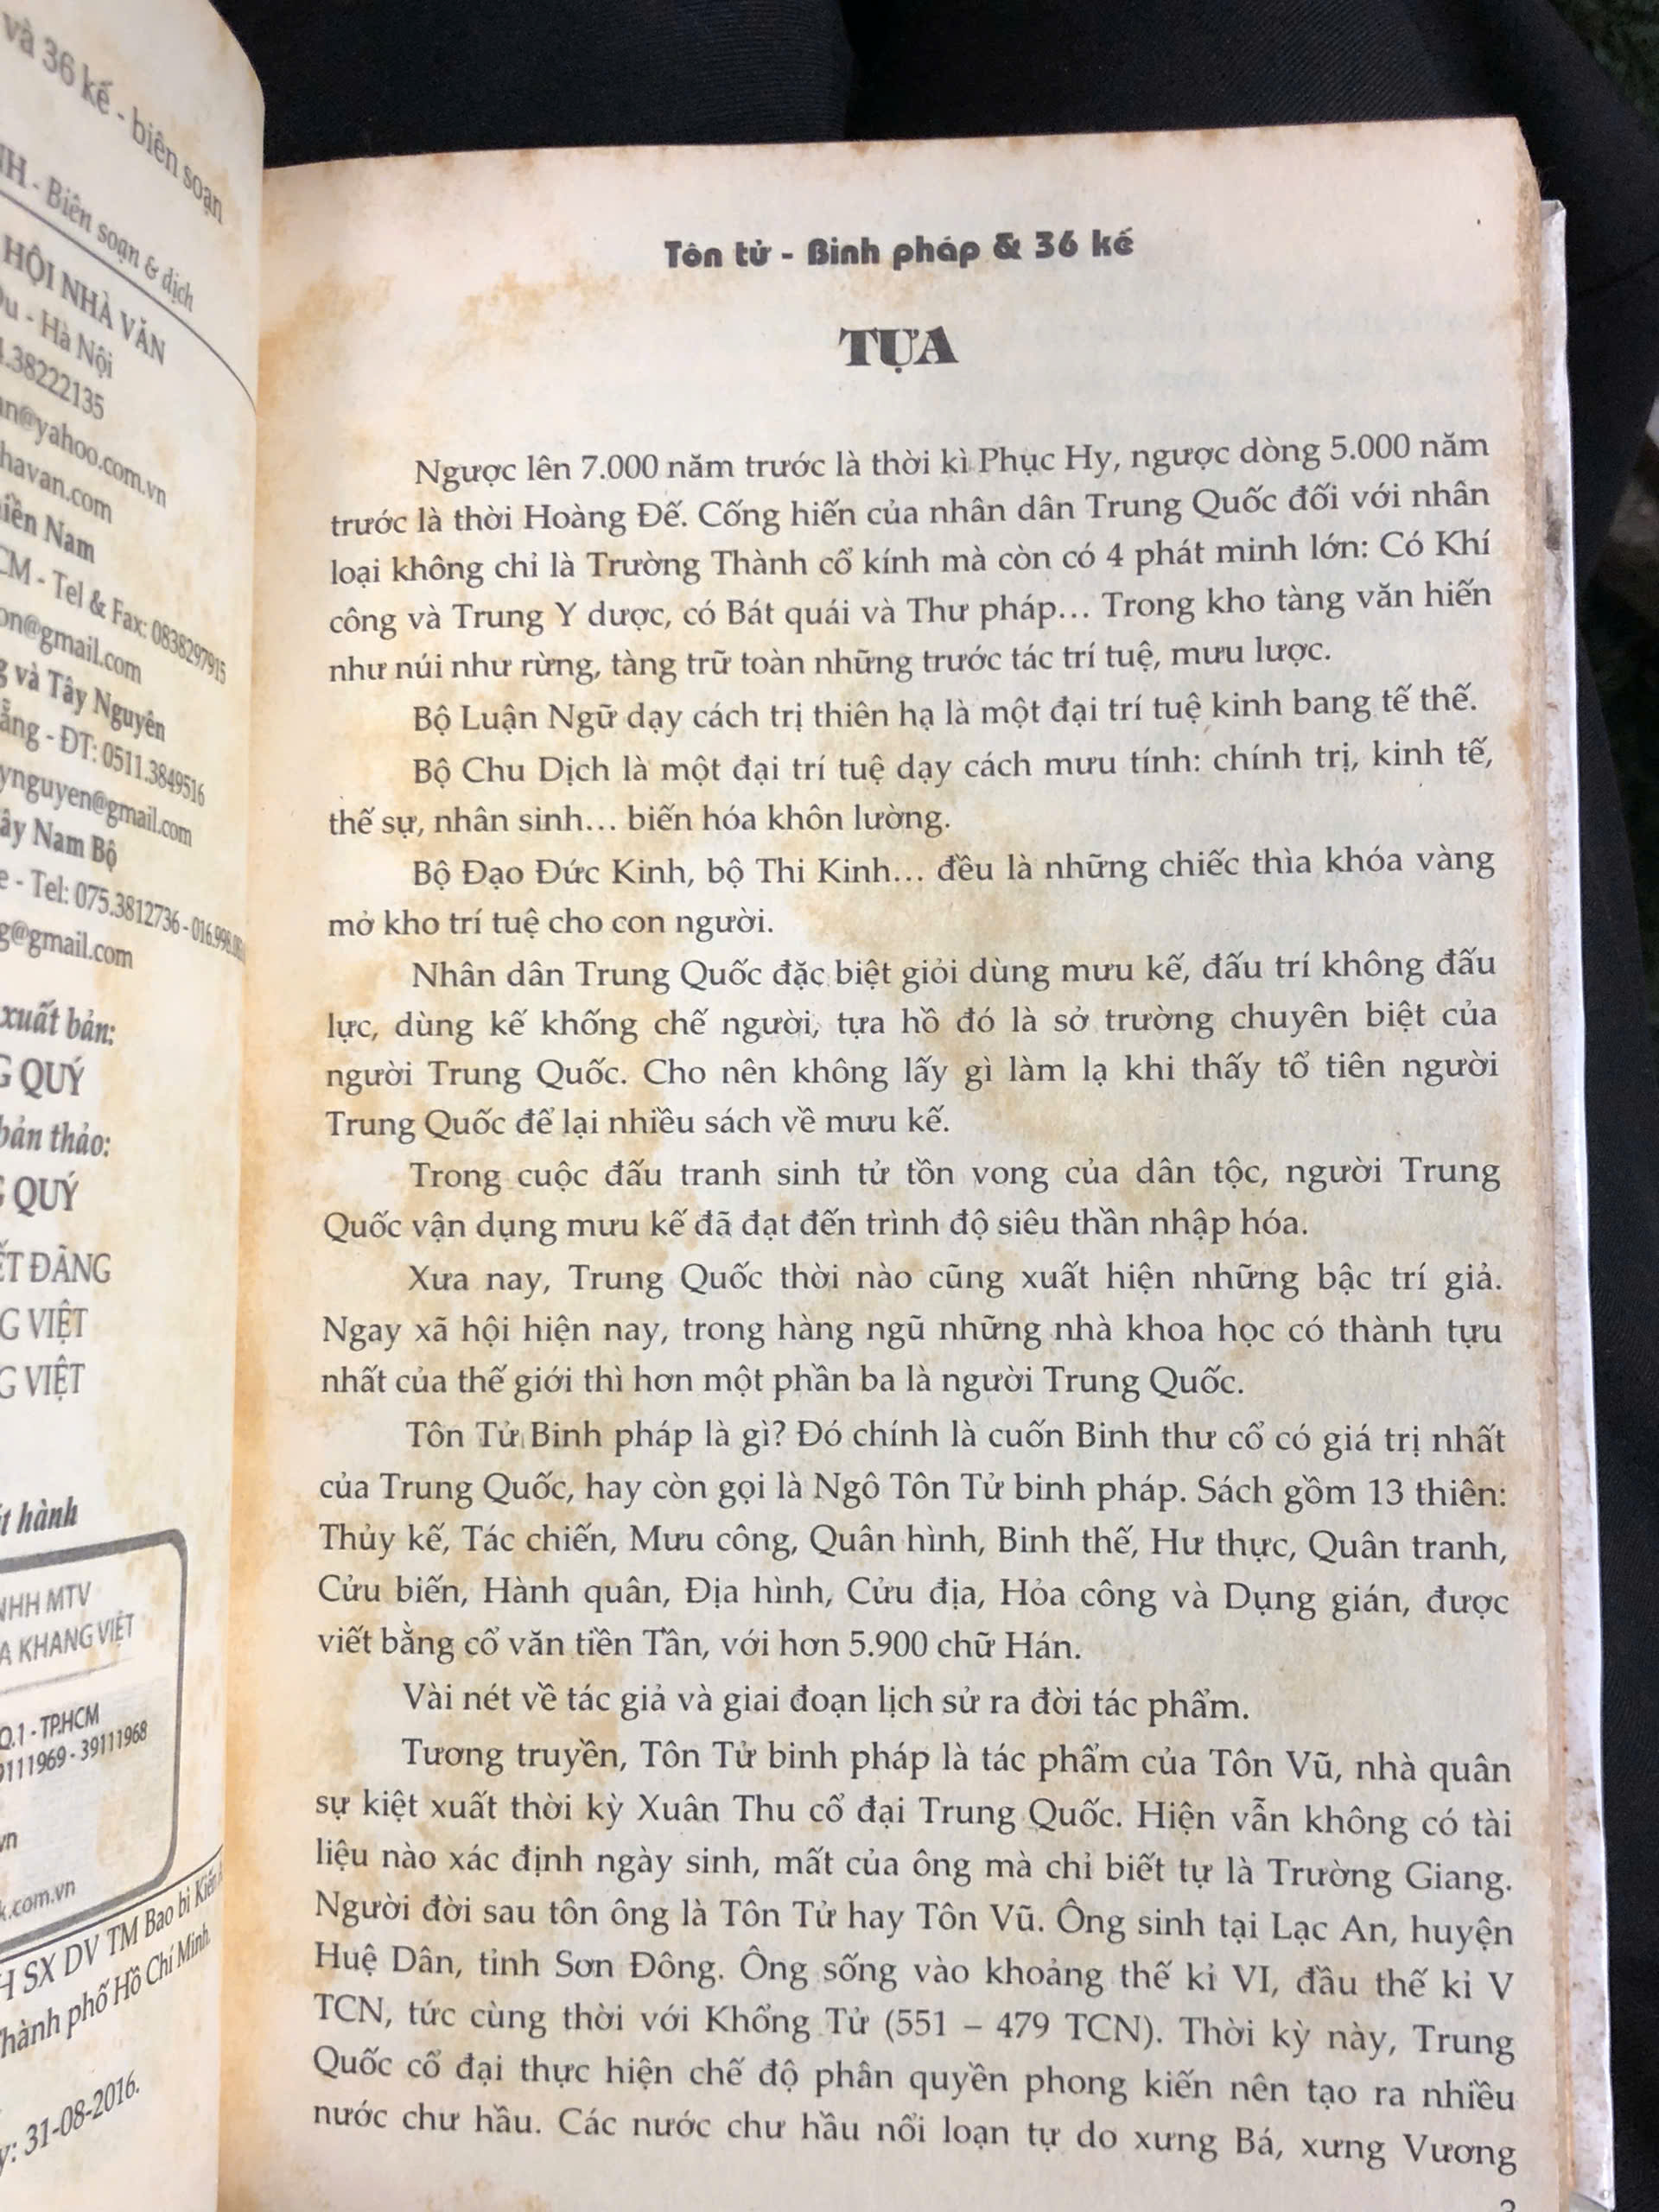 và 36 kế - biên soạn
- Biên soạn & dịch
HỘI NHÀ VĂN
- Hà Nội
.38222135
@yahoo.com.vn
havan.com
Nam
- Tel & Fax: 0838297915
on@gmail.com
và Tây Nguyên
- ĐT: 0511.3849516
ynguyen@gmail.com
Nam Bộ
- Tel: 075.3812736 -
g@gmail.com
xuất bản:
QUÝ
bản thảo:
QUÝ
ĐĂNG
VIỆT
VIỆT
hành
MTV
KHANG VIỆT
Q.1 - TP.HCM
9111969 - 39111968
vn
k.com.vn
SX DV TM Bao bì
Thành phố Hồ Chí Minh.
31-08-2016.
Tôn tử - Binh pháp & 36 kế
TỰA
Ngược lên 7.000 năm trước là thời kì Phục Hy, ngược dòng 5.000 năm
trước là thời Hoàng Đế. Cống hiến của nhân dân Trung Quốc đối với nhân
loại không chỉ là Trường Thành cổ kính mà còn có 4 phát minh lớn: Có Khí
công và Trung Y dược, có Bát quái và Thư pháp... Trong kho tàng văn hiến
như núi như rừng, tàng trữ toàn những trước tác trí tuệ, mưu lược.
Bộ Luận Ngữ dạy cách trị thiên hạ là một đại trí tuệ kinh bang tế thế.
Bộ Chu Dịch là một đại trí tuệ dạy cách mưu tính: chính trị, kinh tế,
thế sự, nhân sinh... biến hóa khôn lường.
Bộ Đạo Đức Kinh, bộ Thi Kinh... đều là những chiếc thìa khóa vàng
mở kho trí tuệ cho con người.
Nhân dân Trung Quốc đặc biệt giỏi dùng mưu kế, đấu trí không đấu
lực, dùng kế khống chế người, tựa hồ đó là sở trường chuyên biệt của
người Trung Quốc. Cho nên không lấy gì làm lạ khi thấy tổ tiên người
Trung Quốc để lại nhiều sách về mưu kế.
Trong cuộc đấu tranh sinh tử tồn vong của dân tộc, người Trung
Quốc vận dụng mưu kế đã đạt đến trình độ siêu thần nhập hóa.
Xưa nay, Trung Quốc thời nào cũng xuất hiện những bậc trí giả.
Ngay xã hội hiện nay, trong hàng ngũ những nhà khoa học có thành tựu
nhất của thế giới thì hơn một phần ba là người Trung Quốc.
Tôn Tử Binh pháp là gì? Đó chính là cuốn Binh thư cổ có giá trị nhất
của Trung Quốc, hay còn gọi là Ngô Tôn Tử binh pháp. Sách gồm 13 thiên:
Thủy kế, Tác chiến, Mưu công, Quân hình, Binh thế, Hư thực, Quân tranh,
Cửu biến, Hành quân, Địa hình, Cửu địa, Hỏa công và Dụng gián, được
viết bằng cổ văn tiền Tần, với hơn 5.900 chữ Hán.
Vài nét về tác giả và giai đoạn lịch sử ra đời tác phẩm.
Tương truyền, Tôn Tử binh pháp là tác phẩm của Tôn Vũ, nhà quân
sự kiệt xuất thời kỳ Xuân Thu cổ đại Trung Quốc. Hiện vẫn không có tài
liệu nào xác định ngày sinh, mất của ông mà chỉ biết tự là Trường Giang.
Người đời sau tôn ông là Tôn Tử hay Tôn Vũ. Ông sinh tại Lạc An, huyện
Huệ Dân, tỉnh Sơn Đông. Ông sống vào khoảng thế kỉ VI, đầu thế kỉ V
TCN, tức cùng thời với Khổng Tử (551 – 479 TCN). Thời kỳ này, Trung
Quốc cổ đại thực hiện chế độ phân quyền phong kiến nên tạo ra nhiều
nước chư hầu. Các nước chư hầu nổi loạn tự do xưng Bá, xưng Vương